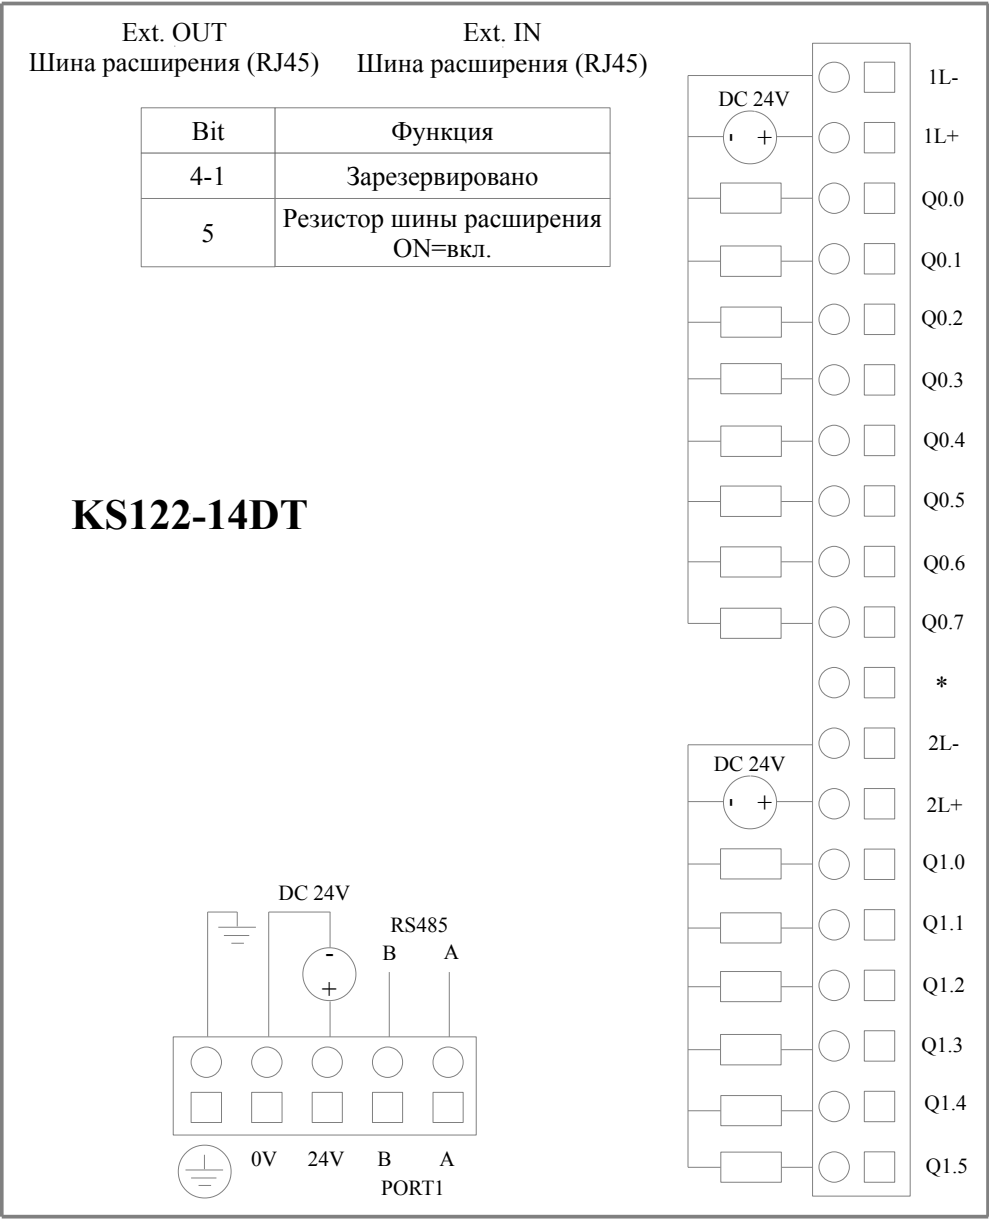 Ext. OUT
Шина расширения (RJ45)
Ext. IN
Шина расширения (RJ45)
Bit Функция
4-1 Зарезервировано
5 Резистор шины расширения
ON=вкл.
KS122-14DT
1L-
DC 24V
- +
1L+
Q0.0
Q0.1
Q0.2
Q0.3
Q0.4
Q0.5
Q0.6
Q0.7
*
2L-
DC 24V
- +
2L+
Q1.0
Q1.1
Q1.2
Q1.3
Q1.4
Q1.5
DC 24V
-
+
RS485
B A
0V 24V B A
PORT1